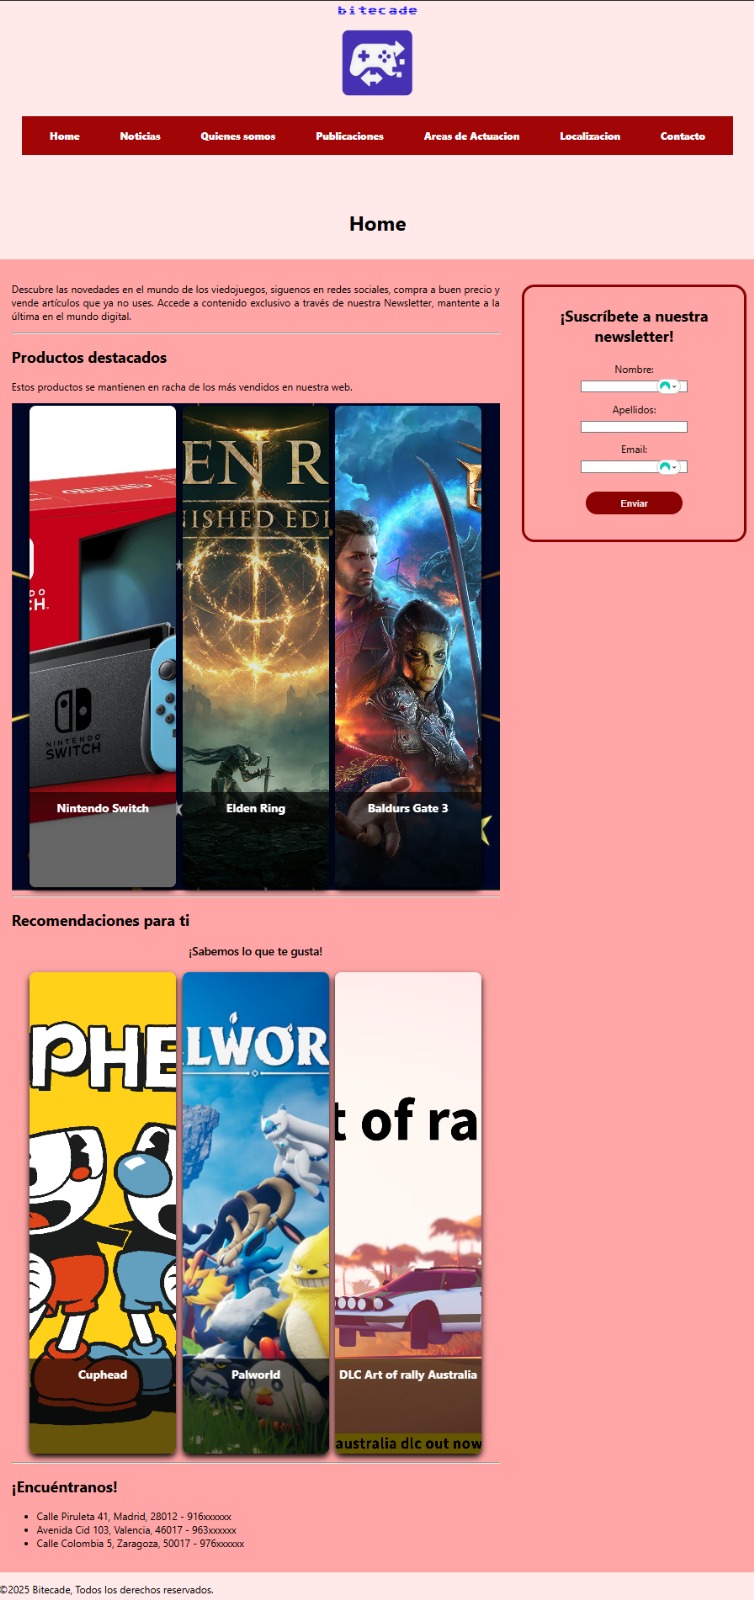 bitecade
Home Noticias Quienes somos Publicaciones Areas de Actuacion Localizacion Contacto
Home
Descubre las novedades en el mundo de los viedojuegos, siguenos en redes sociales, compra a buen precio y
vende artículos que ya no uses. Accede a contenido exclusivo a través de nuestra Newsletter, mantente a la
última en el mundo digital.
Productos destacados
Estos productos se mantienen en racha de los más vendidos en nuestra web.
EN R
ISHED EDI
NINTENDO
SWITCH
Nintendo Switch
Elden Ring
Baldurs Gate 3
Recomendaciones para ti
¡Sabemos lo que te gusta!
PHE
LWOR
t of ra
Cuphead
Palworld
DLC Art of rally Australia
australia dlc out now
¡Encuéntranos!
Calle Piruleta 41, Madrid, 28012 - 916xxxxxx
Avenida Cid 103, Valencia, 46017 - 963xxxxxx
Calle Colombia 5, Zaragoza, 50017 - 976xxxxxx
¡Suscríbete a nuestra
newsletter!
Nombre:
Apellidos:
Email:
Enviar
©2025 Bitecade, Todos los derechos reservados.